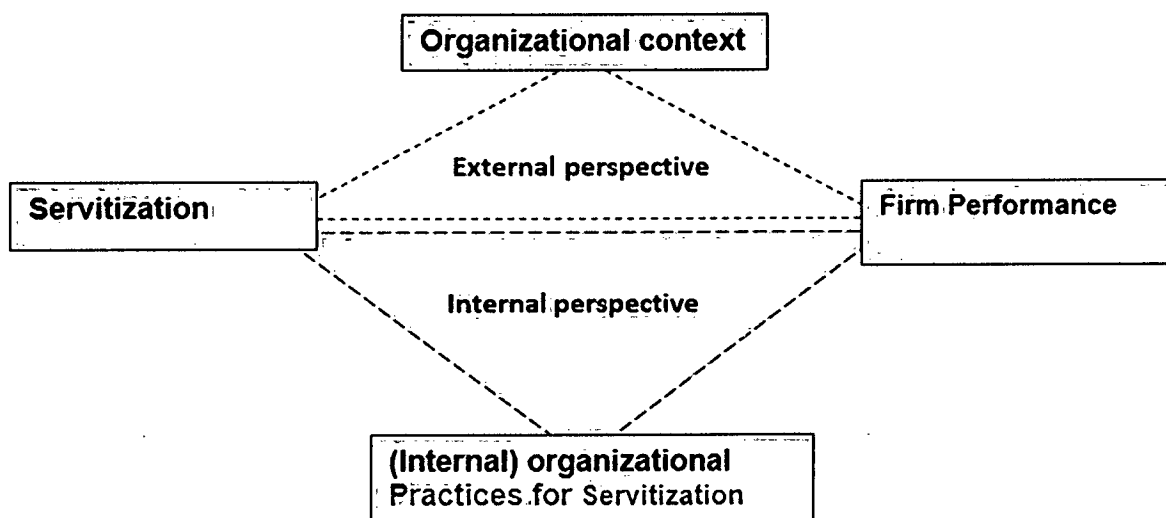 Organizational context
External perspective
Servitization
Firm Performance
Internal perspective
(Internal) organizational
Practices for Servitization